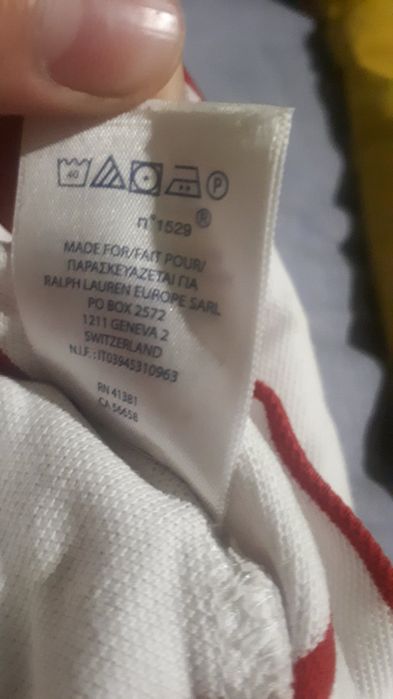 40 P
n°1529®
MADE FOR/FAIT POUR/
ΠΑΡΑΣΚΕΥΑΖΕΤΑΙ ΓΙΑ
RALPH LAUREN EUROPE SARL
PO BOX 2572
1211 GENEVA 2
SWITZERLAND
N.I.F.:IT03945310963
RN 41381
CA 56658